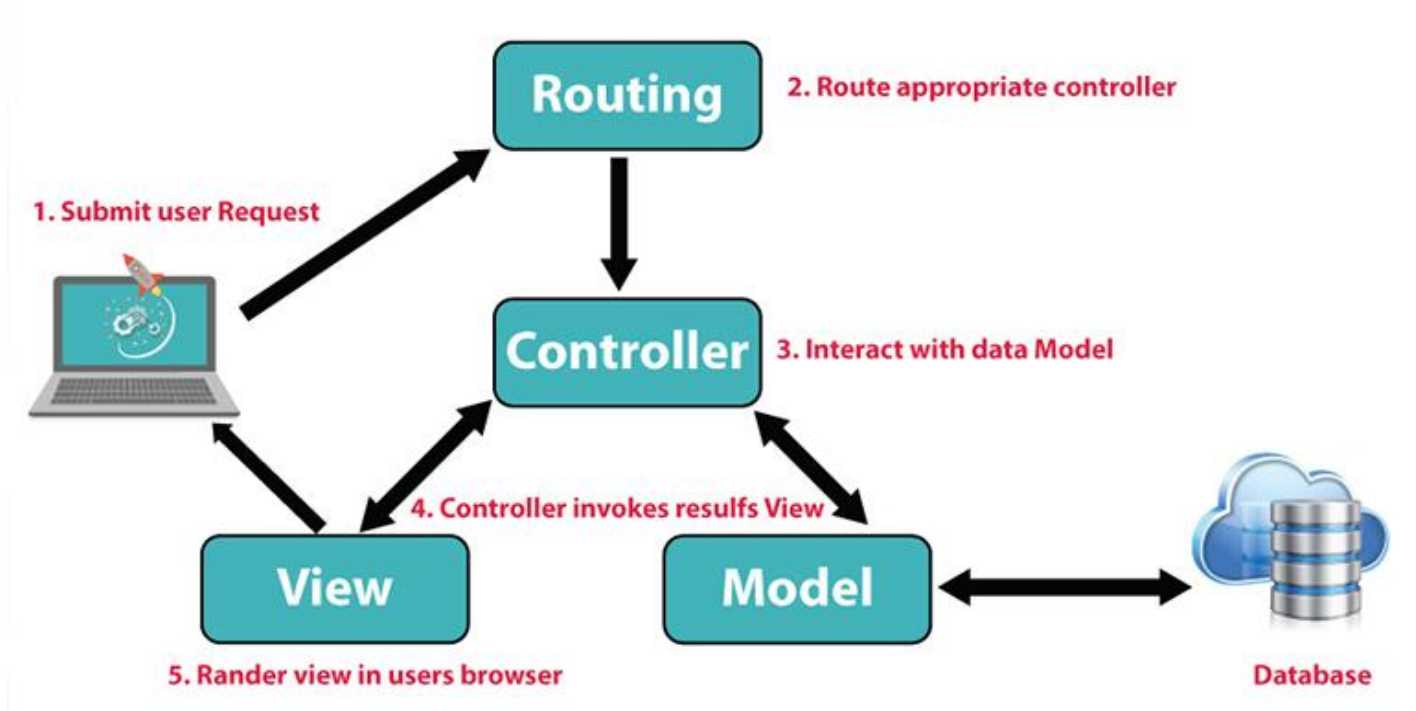 Routing
2. Route appropriate controller
1. Submit user Request
Controller
3. Interact with data Model
4. Controller invokes resulfs View
View
Model
5. Rander view in users browser
Database